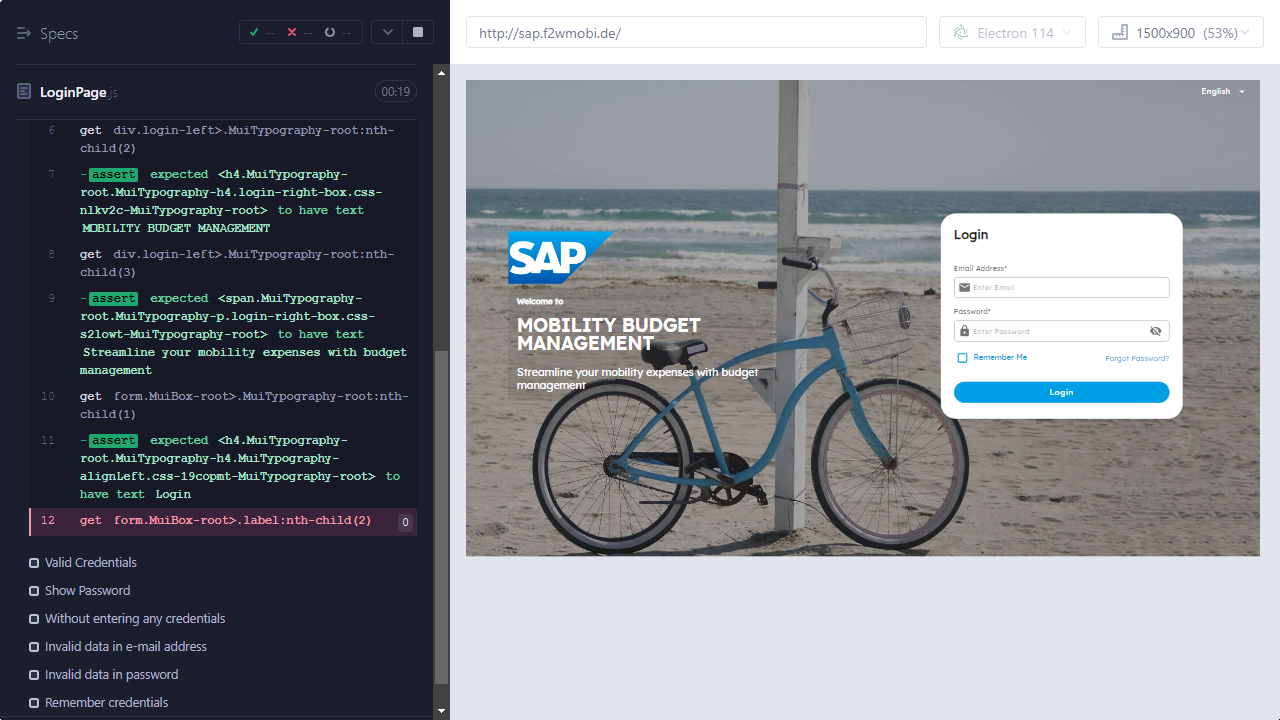 Specs
-- -- --
http://sap.f2wmobi.de/
Electron 114
1500x900 (53%)
LoginPage.js
00:19
6 get div.login-left>.MuiTypography-root:nth-
child(2)
7 -assert expected <h4.MuiTypography-
root.MuiTypography-h4.login-right-box.css-
nlkv2c-MuiTypography-root> to have text
MOBILITY BUDGET MANAGEMENT
8 get div.login-left>.MuiTypography-root:nth-
child(3)
9 -assert expected <span.MuiTypography-
root.MuiTypography-p.login-right-box.css-
s2lowt-MuiTypography-root> to have text
Streamline your mobility expenses with budget
management
10 get form.MuiBox-root>.MuiTypography-root:nth-
child(1)
11 -assert expected <h4.MuiTypography-
root.MuiTypography-h4.MuiTypography-
alignLeft.css-19copmt-MuiTypography-root> to
have text Login
12 get form.MuiBox-root>.label:nth-child(2) 0
Valid Credentials
Show Password
Without entering any credentials
Invalid data in e-mail address
Invalid data in password
Remember credentials
English
SAP
Welcome to
MOBILITY BUDGET
MANAGEMENT
Streamline your mobility expenses with budget
management
Login
Email Address*
Enter Email
Password*
Enter Password
Remember Me
Forgot Password?
Login